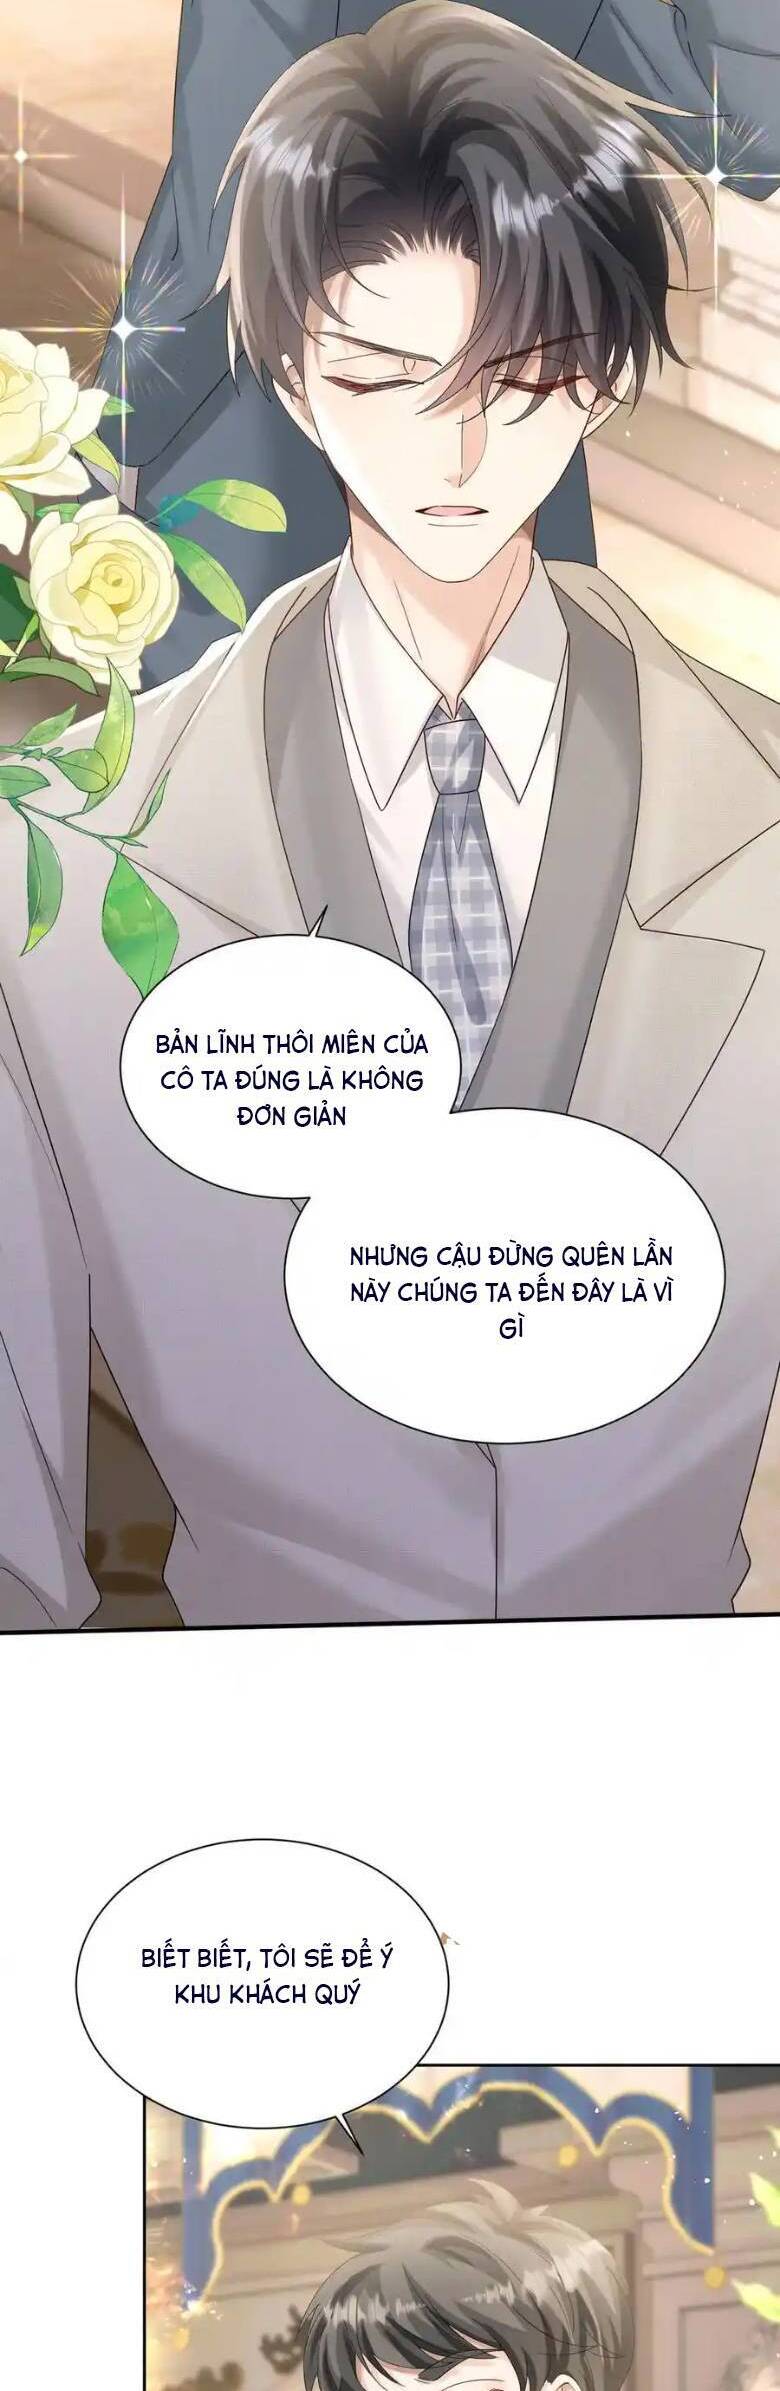 BẢN LĨNH THÔI MIÊN CỦA
CÔ TA ĐÚNG LÀ KHÔNG
ĐƠN GIẢN
NHƯNG CẬU ĐỪNG QUÊN LẦN
NÀY CHÚNG TA ĐẾN ĐÂY LÀ VÌ
GÌ
BIẾT BIẾT, TÔI SẼ ĐỂ Ý
KHU KHÁCH QUÝ